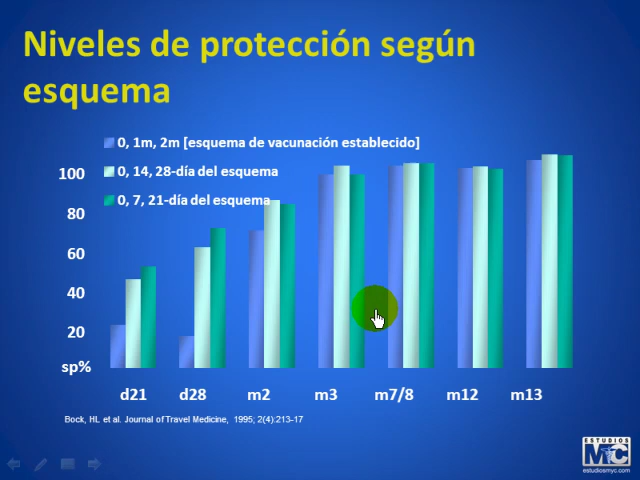 Niveles de protección según
esquema
0, 1m, 2m [esquema de vacunación establecido]
0, 14, 28-día del esquema
0, 7, 21-día del esquema
100
80
60
40
20
sp%
d21 d28 m2 m3 m7/8 m12 m13
Bock, HL et al. Journal of Travel Medicine, 1995; 2(4):213-17
ESTUDIOS
MyC
estudiosmyc.com